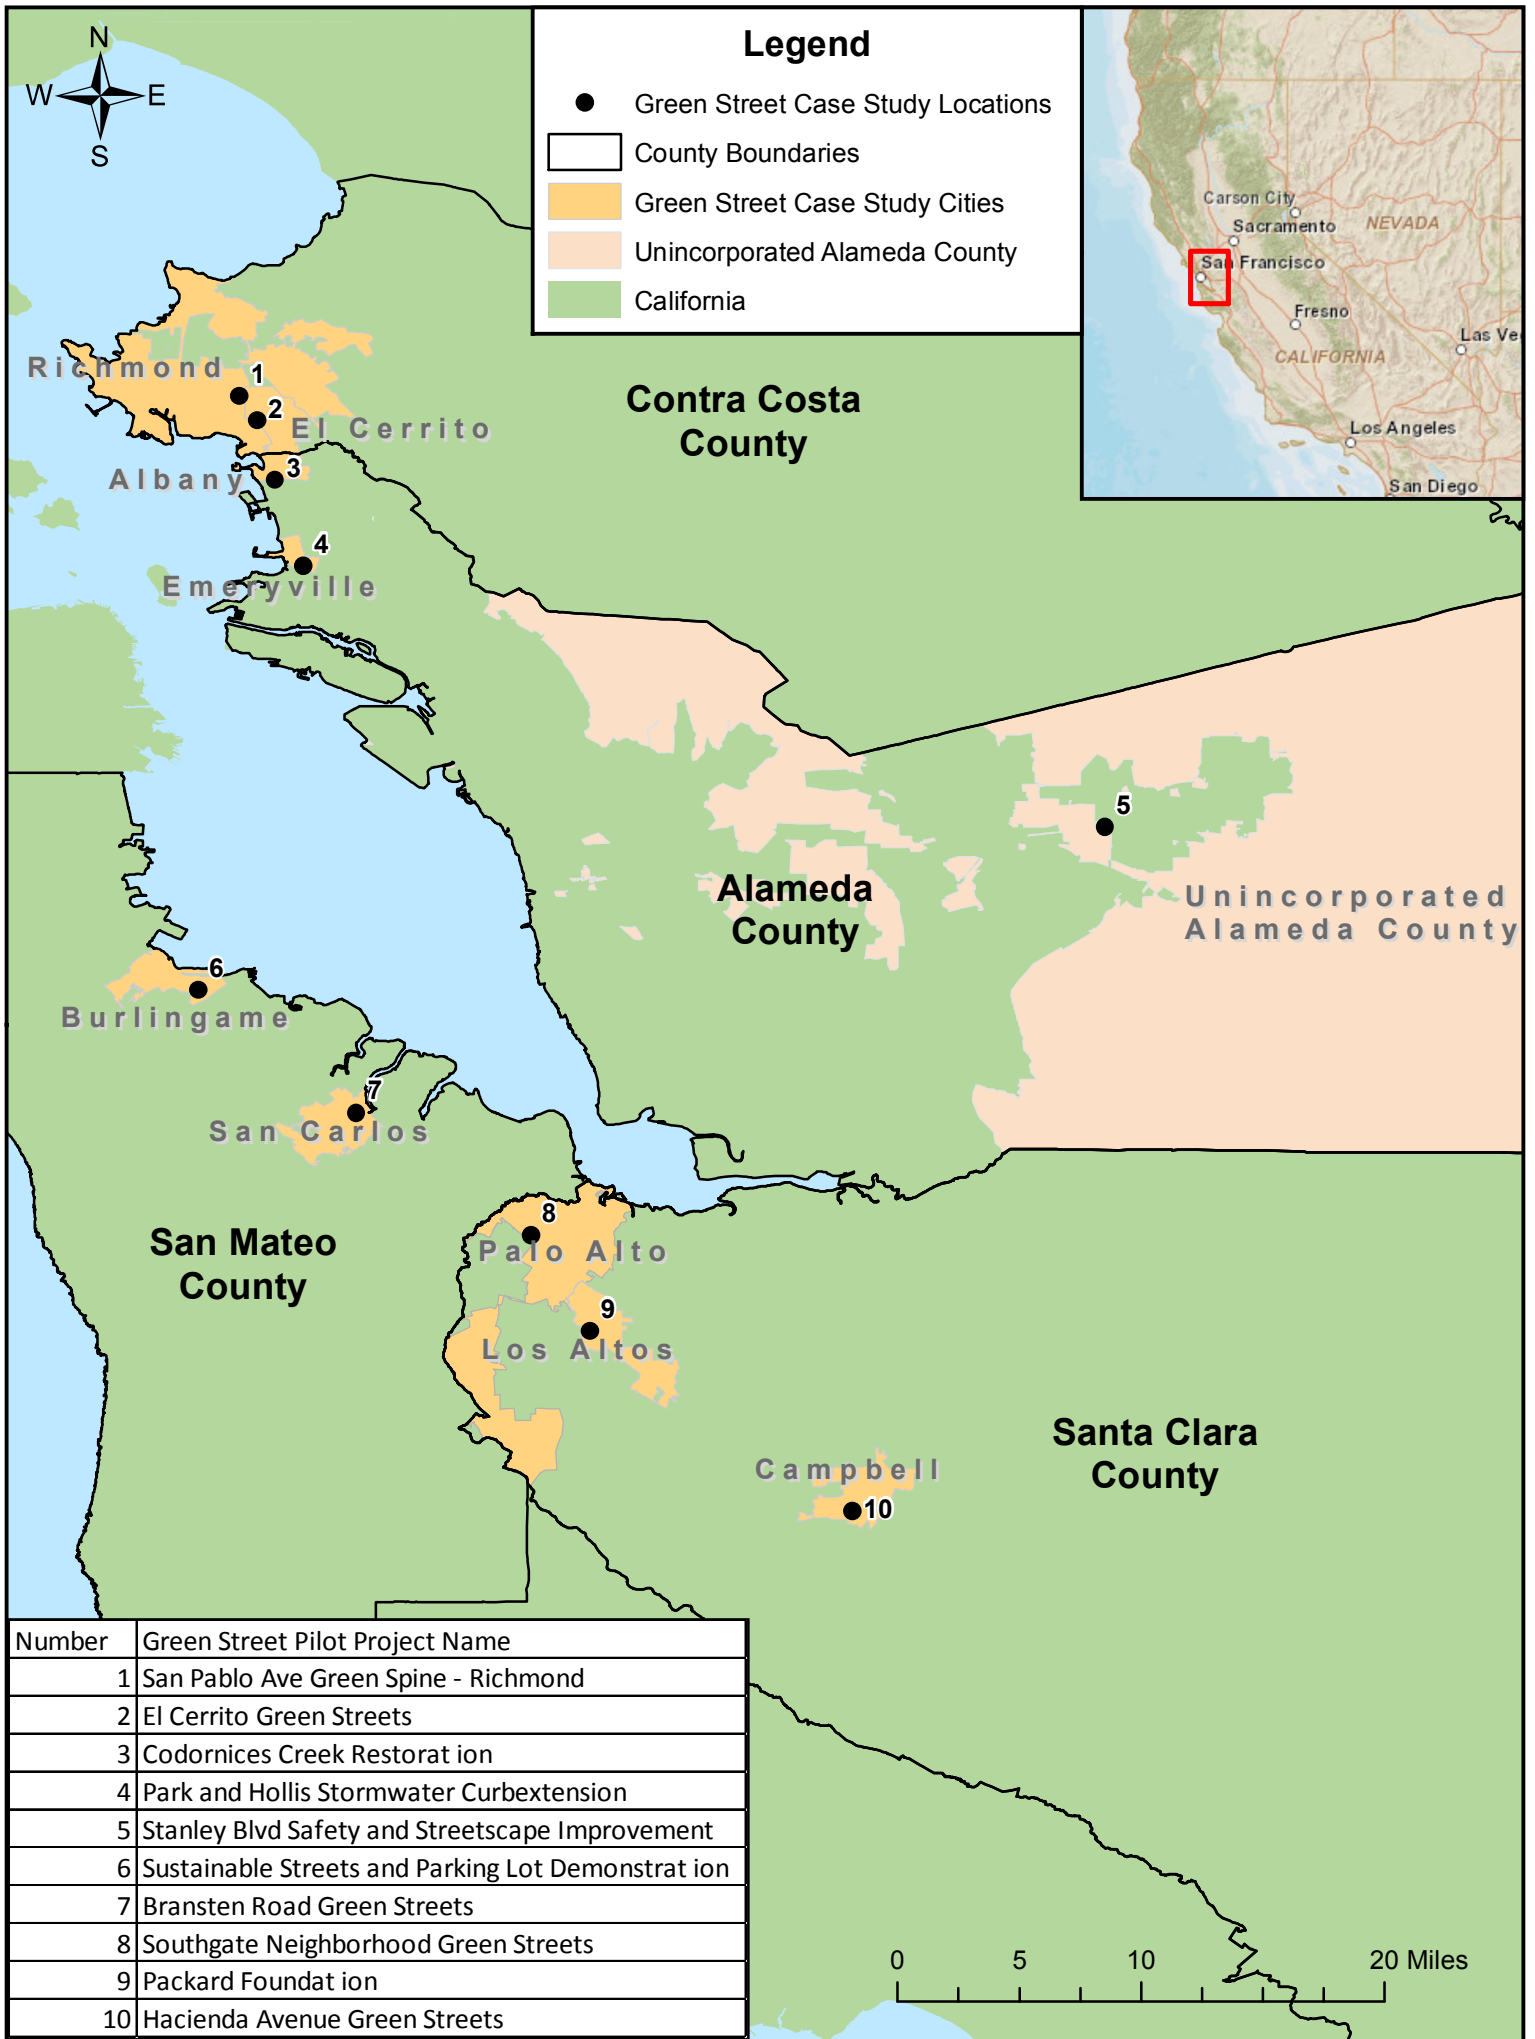 N
W E
S
Legend
Green Street Case Study Locations
County Boundaries
Green Street Case Study Cities
Unincorporated Alameda County
California
Carson City
Sacramento
NEVADA
San Francisco
Fresno
Las Ve
CALIFORNIA
Los Angeles
San Diego
Richmond
1
2
El Cerrito
Contra Costa
County
Albany
3
4
Emeryville
5
Alameda
County
Unincorporated
Alameda County
6
Burlingame
7
San Carlos
8
Palo Alto
San Mateo
County
9
Los Altos
Santa Clara
County
Campbell
10
Number Green Street Pilot Project Name
1 San Pablo Ave Green Spine - Richmond
2 El Cerrito Green Streets
3 Codornices Creek Restorat ion
4 Park and Hollis Stormwater Curbextension
5 Stanley Blvd Safety and Streetscape Improvement
6 Sustainable Streets and Parking Lot Demonstrat ion
7 Bransten Road Green Streets
8 Southgate Neighborhood Green Streets
9 Packard Foundat ion
10 Hacienda Avenue Green Streets
0 5 10 20 Miles